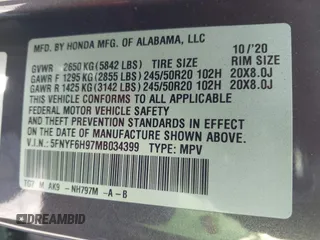 MFD. BY HONDA MFG. OF ALABAMA, LLC 10/'20
GVWR 2650 KG (5842 LBS) TIRE SIZE RIM SIZE
GAWR F 1295 KG (2855 LBS) 245/50R20 102H 20X8.0J
GAWR R 1425 KG (3142 LBS) 245/50R20 102H 20X8.0J
THIS VEHICLE CONFORMS TO ALL APPLICABLE
FEDERAL MOTOR VEHICLE SAFETY
AND THEFT PREVENTION STANDARDS IN EFFECT
ON THE DATE OF MANUFACTURE SHOWN ABOVE.
V.I.N.: 5FNYF6H97MB034399 TYPE: MPV
TG7 M AK9 -NH797M -A -B
DREAMBID